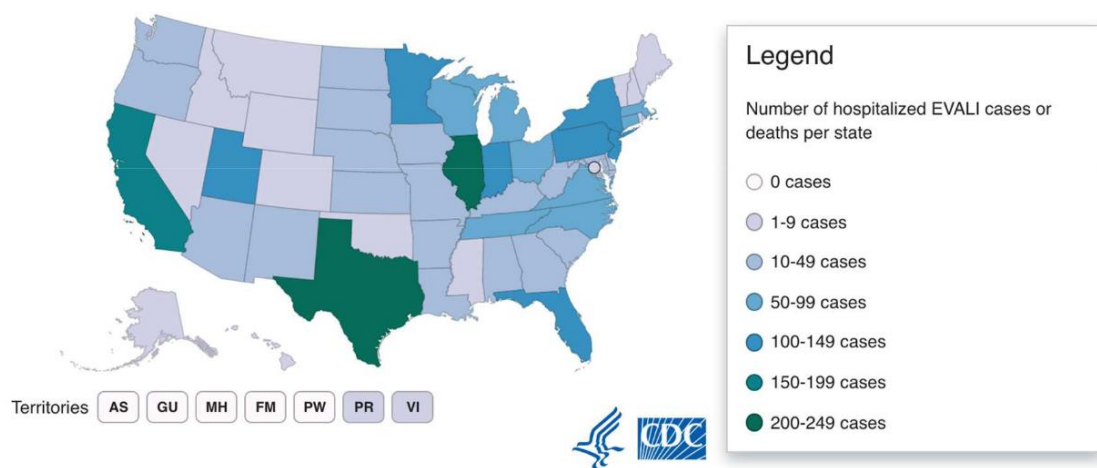 Legend
Number of hospitalized EVALI cases or
deaths per state
0 cases
1-9 cases
10-49 cases
50-99 cases
100-149 cases
150-199 cases
200-249 cases
Territories AS GU MH FM PW PR VI
CDC